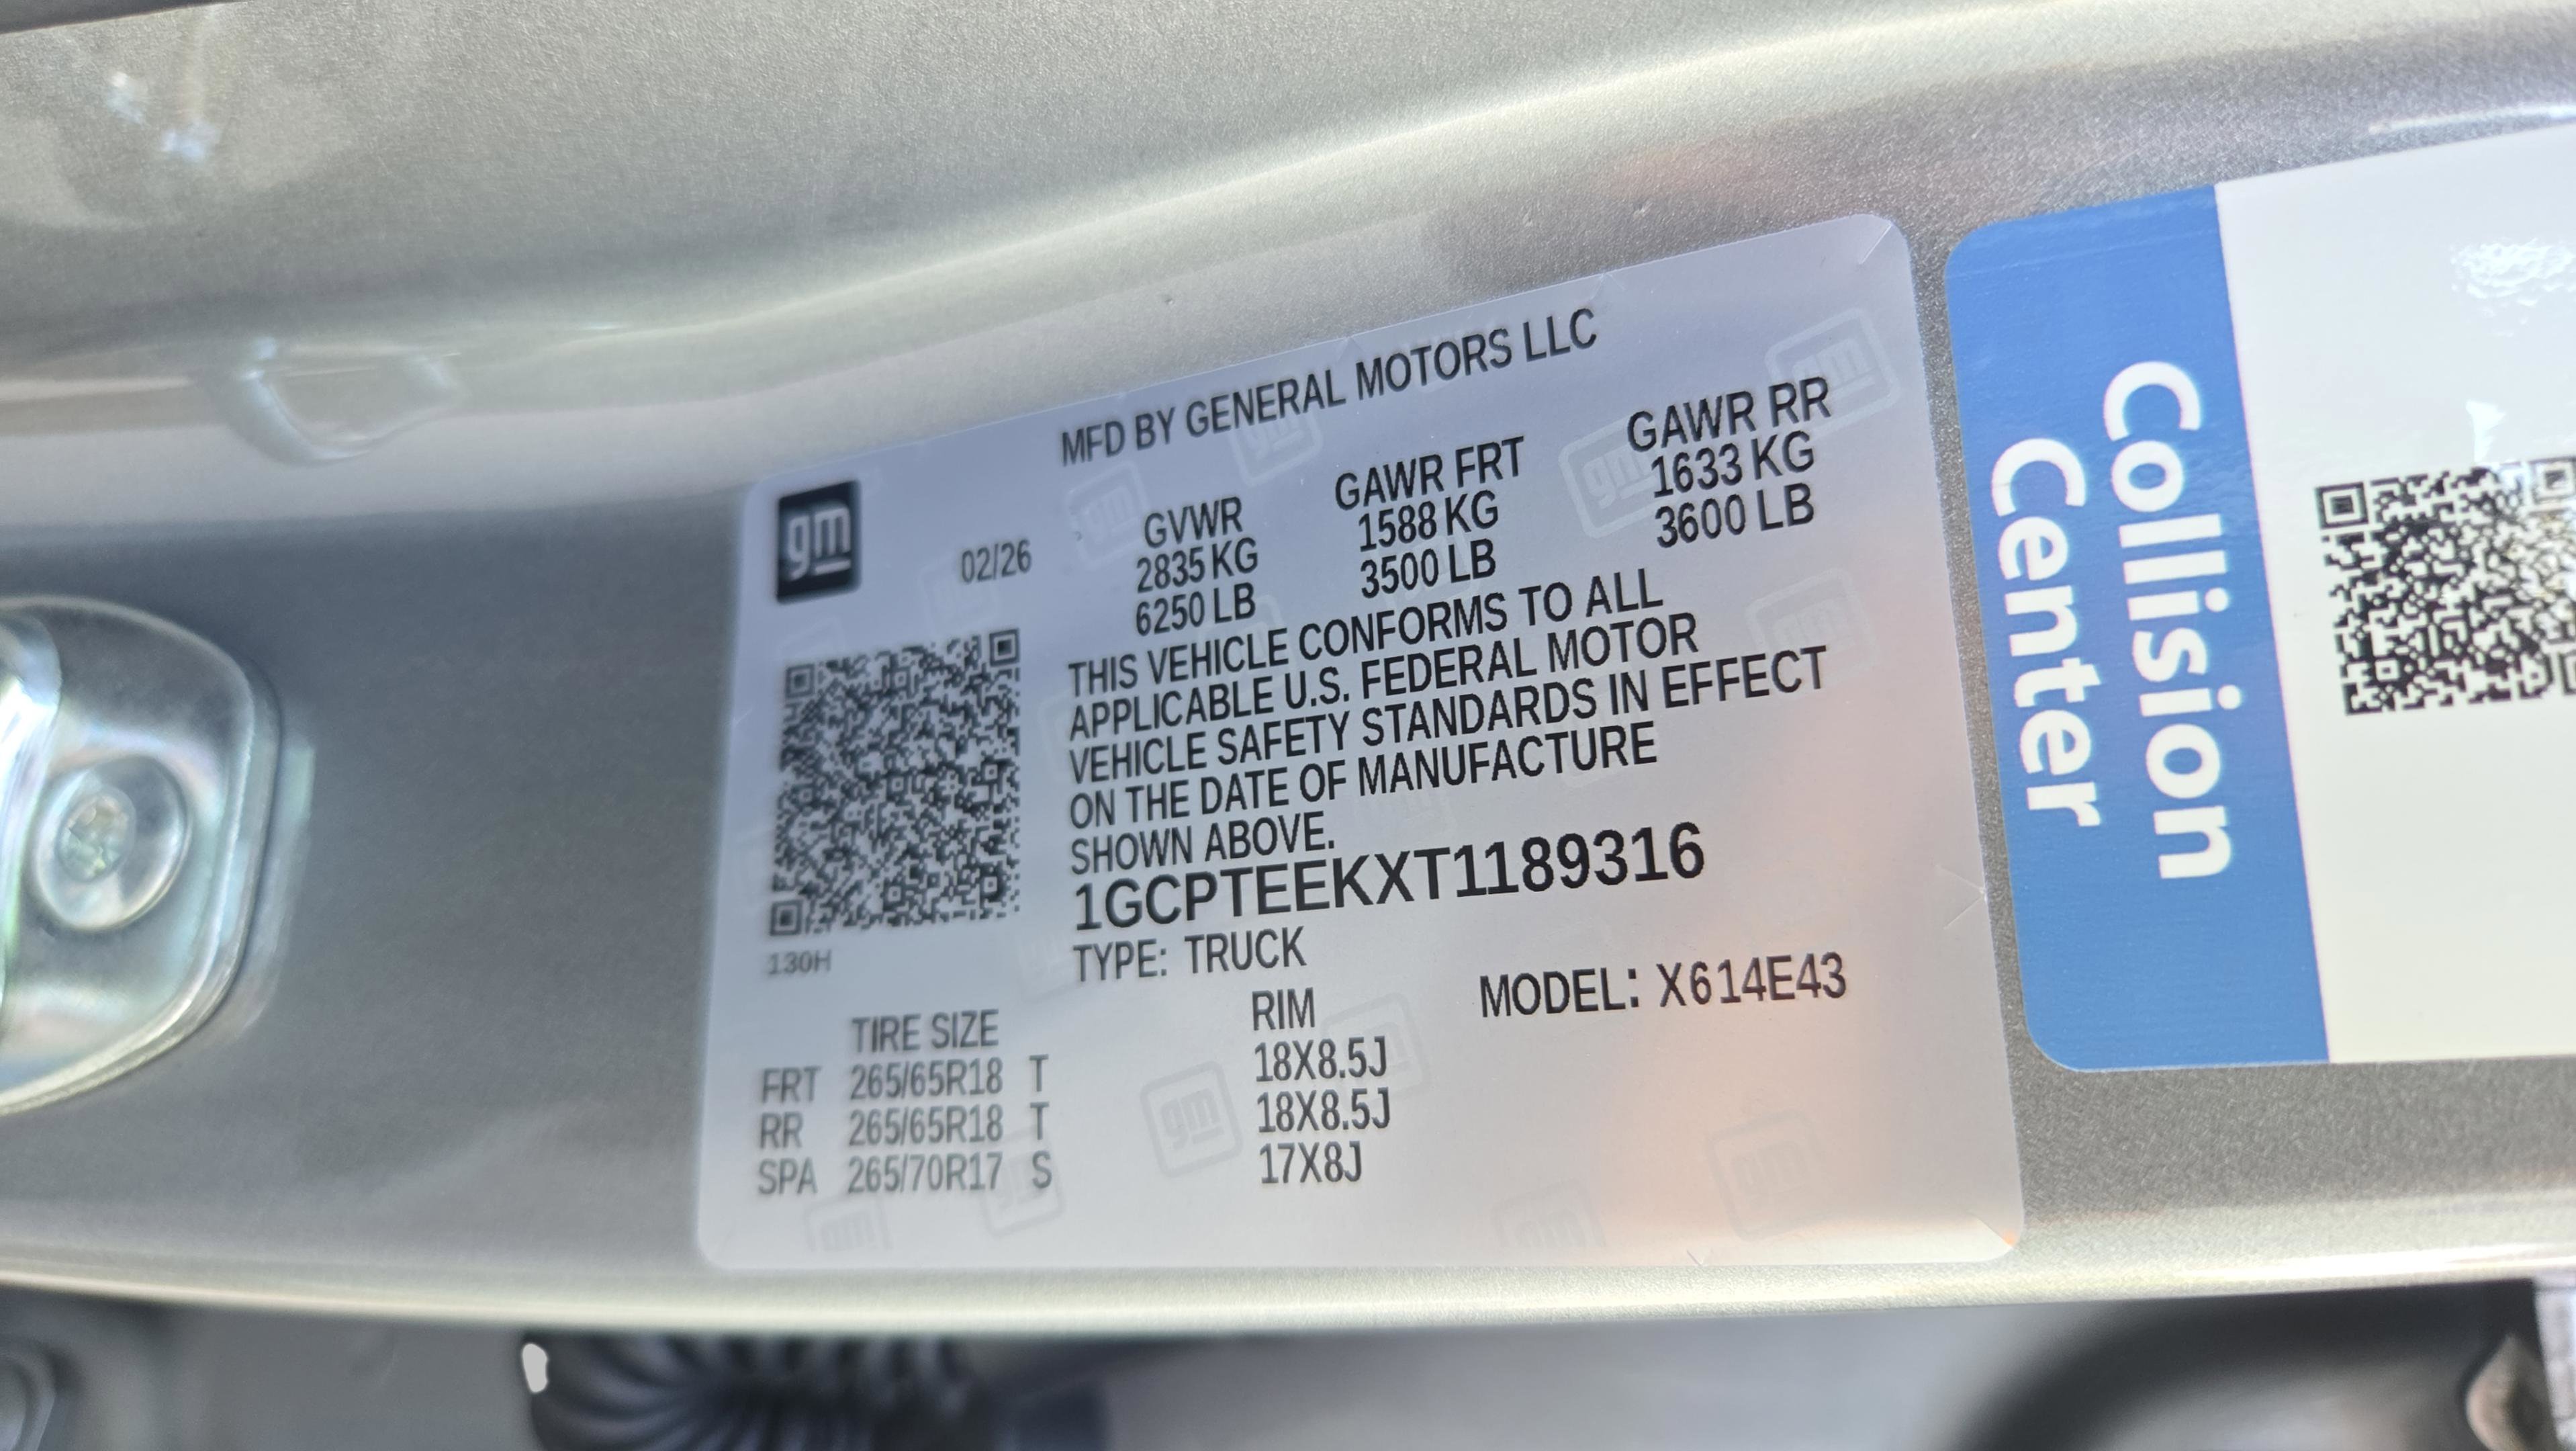 MFD BY GENERAL MOTORS LLC
gm
02/26
GVWR GAWR FRT GAWR RR
2835 KG 1588 KG 1633 KG
6250 LB 3500 LB 3600 LB
THIS VEHICLE CONFORMS TO ALL
APPLICABLE U.S. FEDERAL MOTOR
VEHICLE SAFETY STANDARDS IN EFFECT
ON THE DATE OF MANUFACTURE
SHOWN ABOVE.
1GCPTEEKXT1189316
130H
TYPE: TRUCK
MODEL: X614E43
TIRE SIZE RIM
FRT 265/65R18 T 18X8.5J
RR 265/65R18 T 18X8.5J
SPA 265/70R17 S 17X8J
Collision
Center